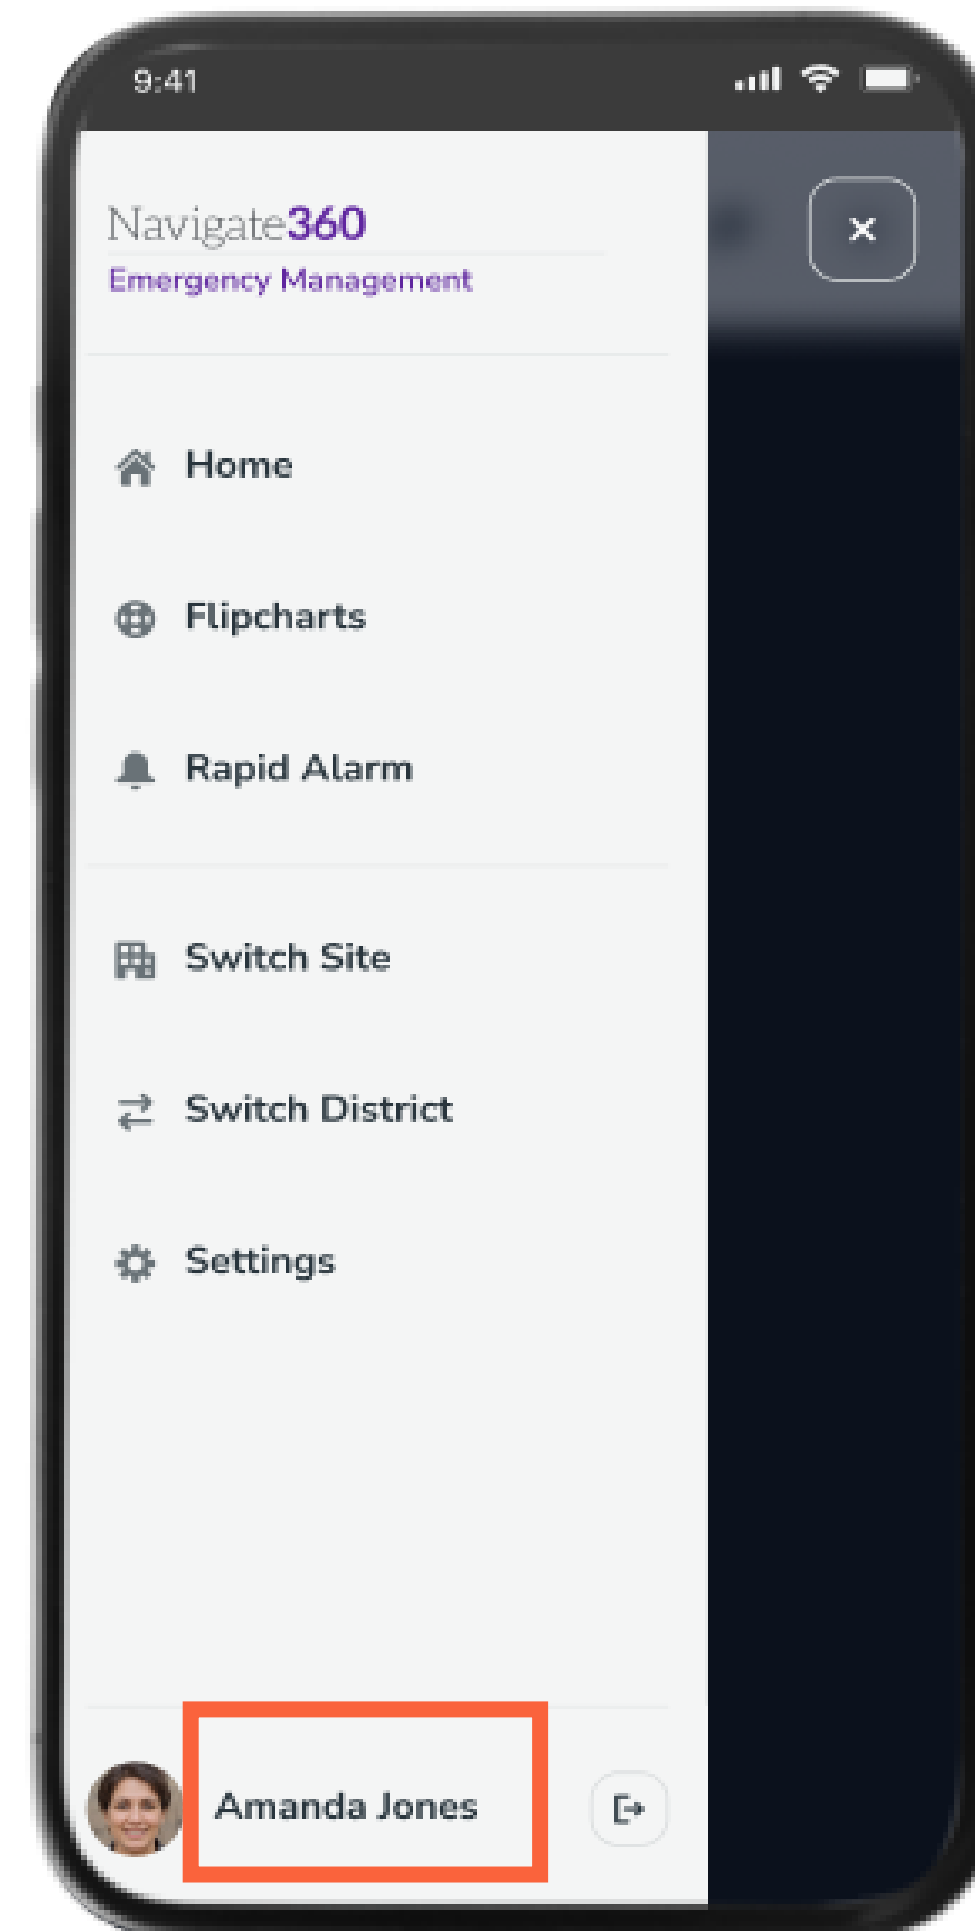 9:41
Navigate360
Emergency Management
Home
Flipcharts
Rapid Alarm
Switch Site
Switch District
Settings
Amanda Jones